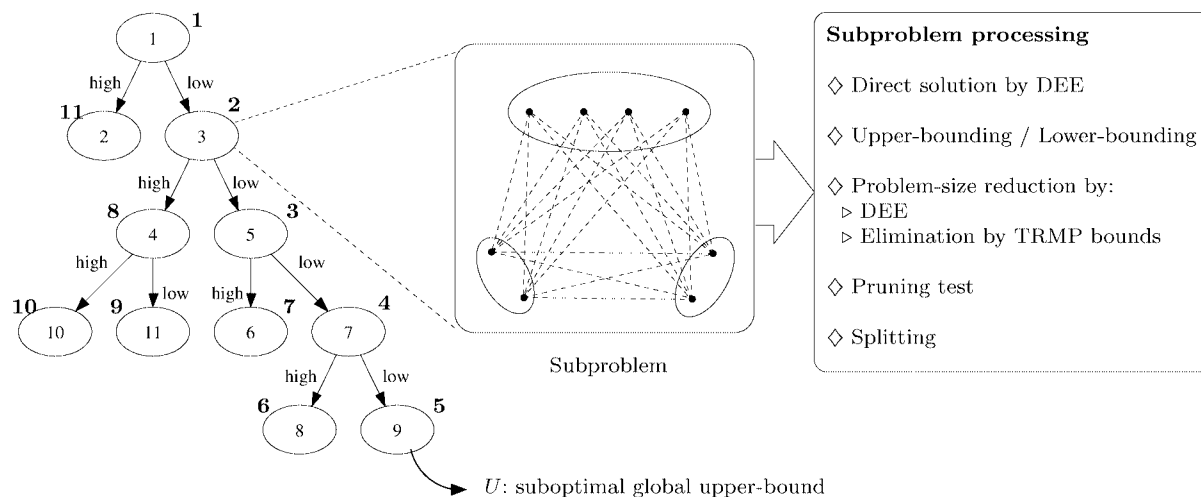 1
1
high
low
11
2
2
3
high
low
8
4
3
5
high
low
high
low
10
10
9
11
7
6
4
7
high
low
6
8
5
9
U: suboptimal global upper-bound
Subproblem
Subproblem processing
◇ Direct solution by DEE
◇ Upper-bounding / Lower-bounding
◇ Problem-size reduction by:
▷ DEE
▷ Elimination by TRMP bounds
◇ Pruning test
◇ Splitting